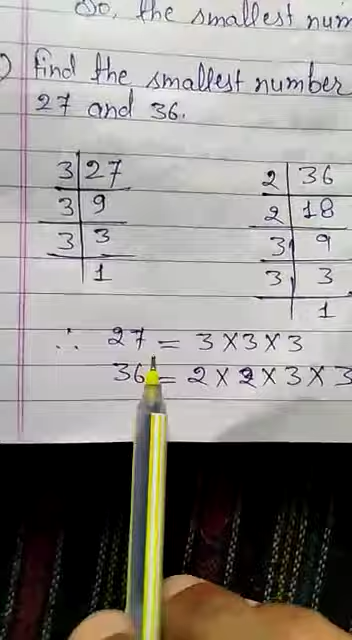 So, the smallest num
) Find the smallest number
27 and 36.
3 27
3 9
3 3
1
2 36
2 18
3 9
3 3
1
∴ 27 = 3 × 3 × 3
36 = 2 × 2 × 3 × 3